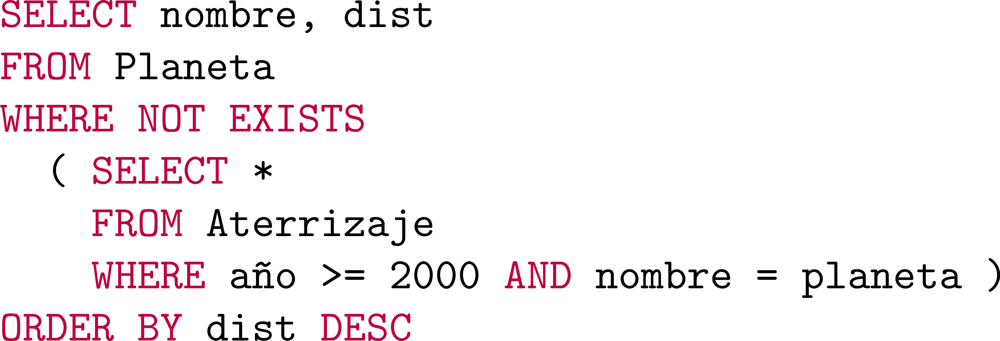 SELECT nombre, dist
FROM Planeta
WHERE NOT EXISTS
( SELECT *
FROM Aterrizaje
WHERE año >= 2000 AND nombre = planeta )
ORDER BY dist DESC